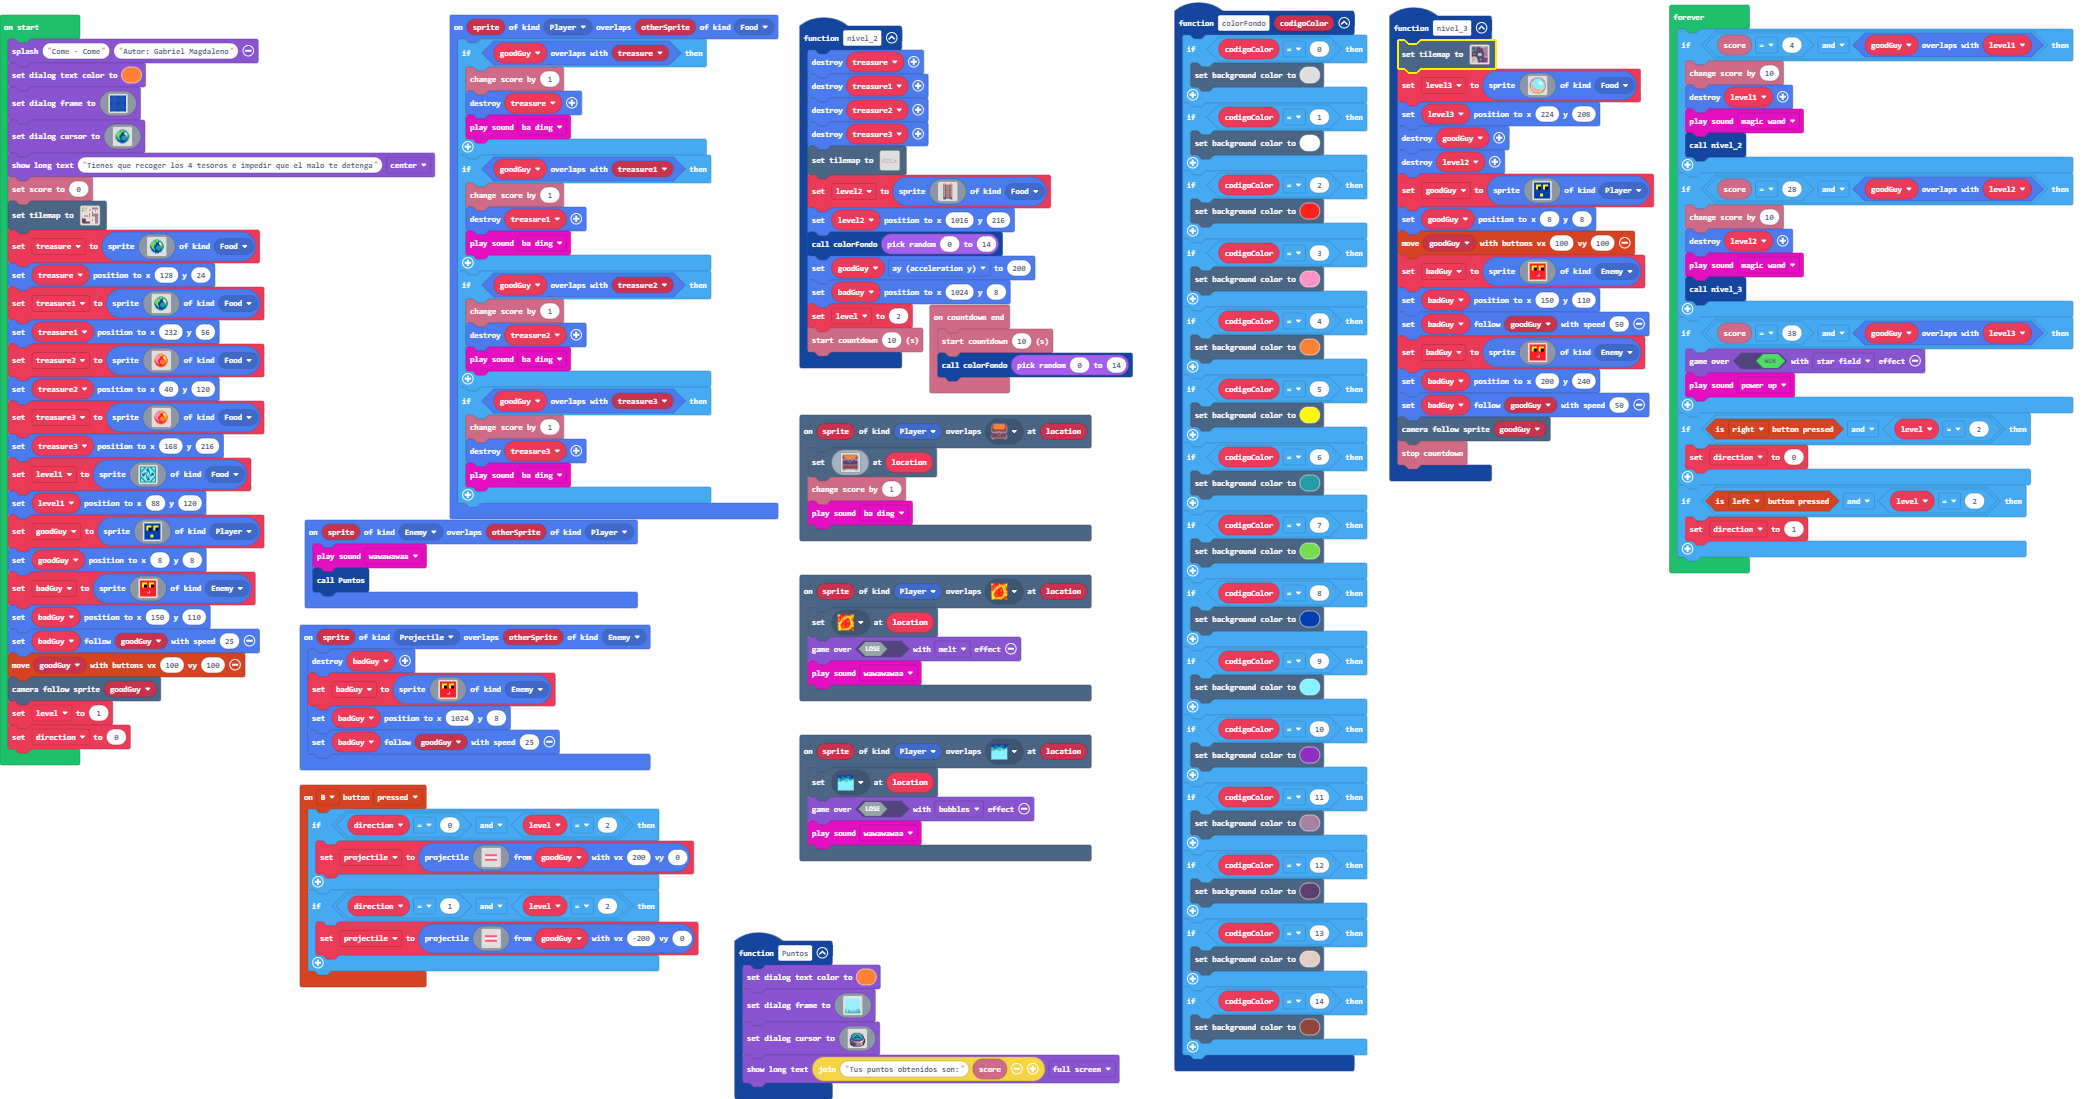 on start
splash "Come - Come" "Autor: Gabriel Magdaleno"
set dialog text color to
set dialog frame to
set dialog cursor to
show long text "Tienes que recoger los 4 tesoros e impedir que el malo te detenga" center
set score to 0
set tilemap to
set treasure to sprite of kind Food
set treasure position to x 128 y 24
set treasure1 to sprite of kind Food
set treasure1 position to x 232 y 56
set treasure2 to sprite of kind Food
set treasure2 position to x 40 y 120
set treasure3 to sprite of kind Food
set treasure3 position to x 168 y 216
set level1 to sprite of kind Food
set level1 position to x 88 y 120
set goodGuy to sprite of kind Player
set goodGuy position to x 8 y 8
set badGuy to sprite of kind Enemy
set badGuy position to x 150 y 110
set badGuy follow goodGuy with speed 25
move goodGuy with buttons vx 100 vy 100
camera follow sprite goodGuy
set level to 1
set direction to 0
on sprite of kind Player overlaps otherSprite of kind Food
if goodGuy overlaps with treasure then
change score by 1
destroy treasure
play sound ba ding
if goodGuy overlaps with treasure1 then
change score by 1
destroy treasure1
play sound ba ding
if goodGuy overlaps with treasure2 then
change score by 1
destroy treasure2
play sound ba ding
if goodGuy overlaps with treasure3 then
change score by 1
destroy treasure3
play sound ba ding
on sprite of kind Enemy overlaps otherSprite of kind Player
play sound wawawawaa
call Puntos
on sprite of kind Projectile overlaps otherSprite of kind Enemy
destroy badGuy
set badGuy to sprite of kind Enemy
set badGuy position to x 1024 y 8
set badGuy follow goodGuy with speed 25
on B button pressed
if direction = 0 and level = 2 then
set projectile to projectile from goodGuy with vx 200 vy 0
if direction = 1 and level = 2 then
set projectile to projectile from goodGuy with vx -200 vy 0
function nivel_2
destroy treasure
destroy treasure1
destroy treasure2
destroy treasure3
set tilemap to
set level2 to sprite of kind Food
set level2 position to x 1016 y 216
call colorFondo pick random 0 to 14
set goodGuy ay (acceleration y) to 200
set badGuy position to x 1024 y 8
set level to 2
start countdown 10 (s)
on countdown end
start countdown 10 (s)
call colorFondo pick random 0 to 14
on sprite of kind Player overlaps at location
set at location
change score by 1
play sound ba ding
on sprite of kind Player overlaps at location
set at location
game over LOSE with melt effect
play sound wawawawaa
on sprite of kind Player overlaps at location
set at location
game over LOSE with bubbles effect
play sound wawawawaa
function Puntos
set dialog text color to
set dialog frame to
set dialog cursor to
show long text join "Tus puntos obtenidos son:" score full screen
function colorFondo codigoColor
if codigoColor = 0 then
set background color to
if codigoColor = 1 then
set background color to
if codigoColor = 2 then
set background color to
if codigoColor = 3 then
set background color to
if codigoColor = 4 then
set background color to
if codigoColor = 5 then
set background color to
if codigoColor = 6 then
set background color to
if codigoColor = 7 then
set background color to
if codigoColor = 8 then
set background color to
if codigoColor = 9 then
set background color to
if codigoColor = 10 then
set background color to
if codigoColor = 11 then
set background color to
if codigoColor = 12 then
set background color to
if codigoColor = 13 then
set background color to
if codigoColor = 14 then
set background color to
function nivel_3
set tilemap to
set level3 to sprite of kind Food
set level3 position to x 224 y 208
destroy goodGuy
destroy level2
set goodGuy to sprite of kind Player
set goodGuy position to x 8 y 8
move goodGuy with buttons vx 100 vy 100
set badGuy to sprite of kind Enemy
set badGuy position to x 150 y 110
set badGuy follow goodGuy with speed 50
set badGuy to sprite of kind Enemy
set badGuy position to x 200 y 240
set badGuy follow goodGuy with speed 50
camera follow sprite goodGuy
stop countdown
forever
if score = 4 and goodGuy overlaps with level1 then
change score by 10
destroy level1
play sound magic wand
call nivel_2
if score = 28 and goodGuy overlaps with level2 then
change score by 10
destroy level2
play sound magic wand
call nivel_3
if score = 38 and goodGuy overlaps with level3 then
game over WIN with star field effect
play sound power up
if is right button pressed and level = 2 then
set direction to 0
if is left button pressed and level = 2 then
set direction to 1